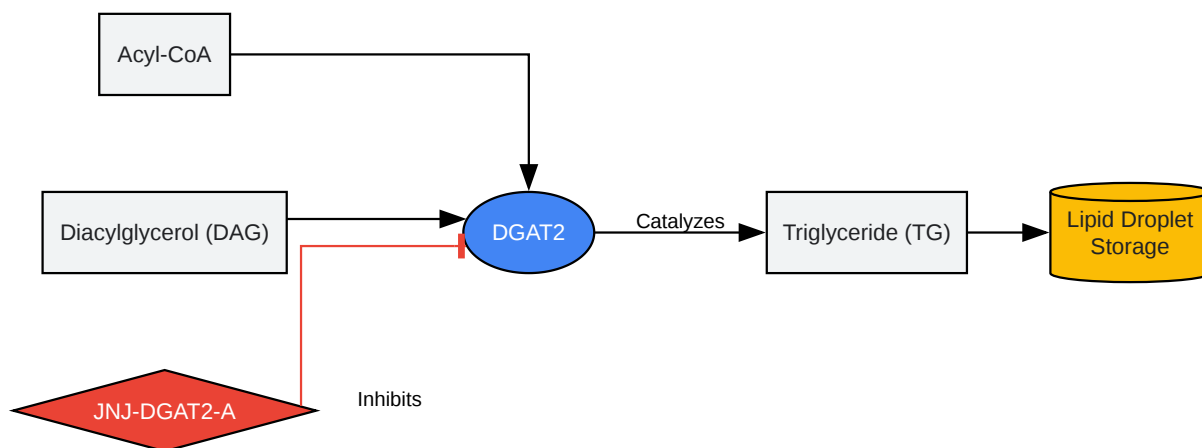 Acyl-CoA
Diacylglycerol (DAG)
DGAT2
Catalyzes
Triglyceride (TG)
Lipid Droplet
Storage
JNJ-DGAT2-A
Inhibits